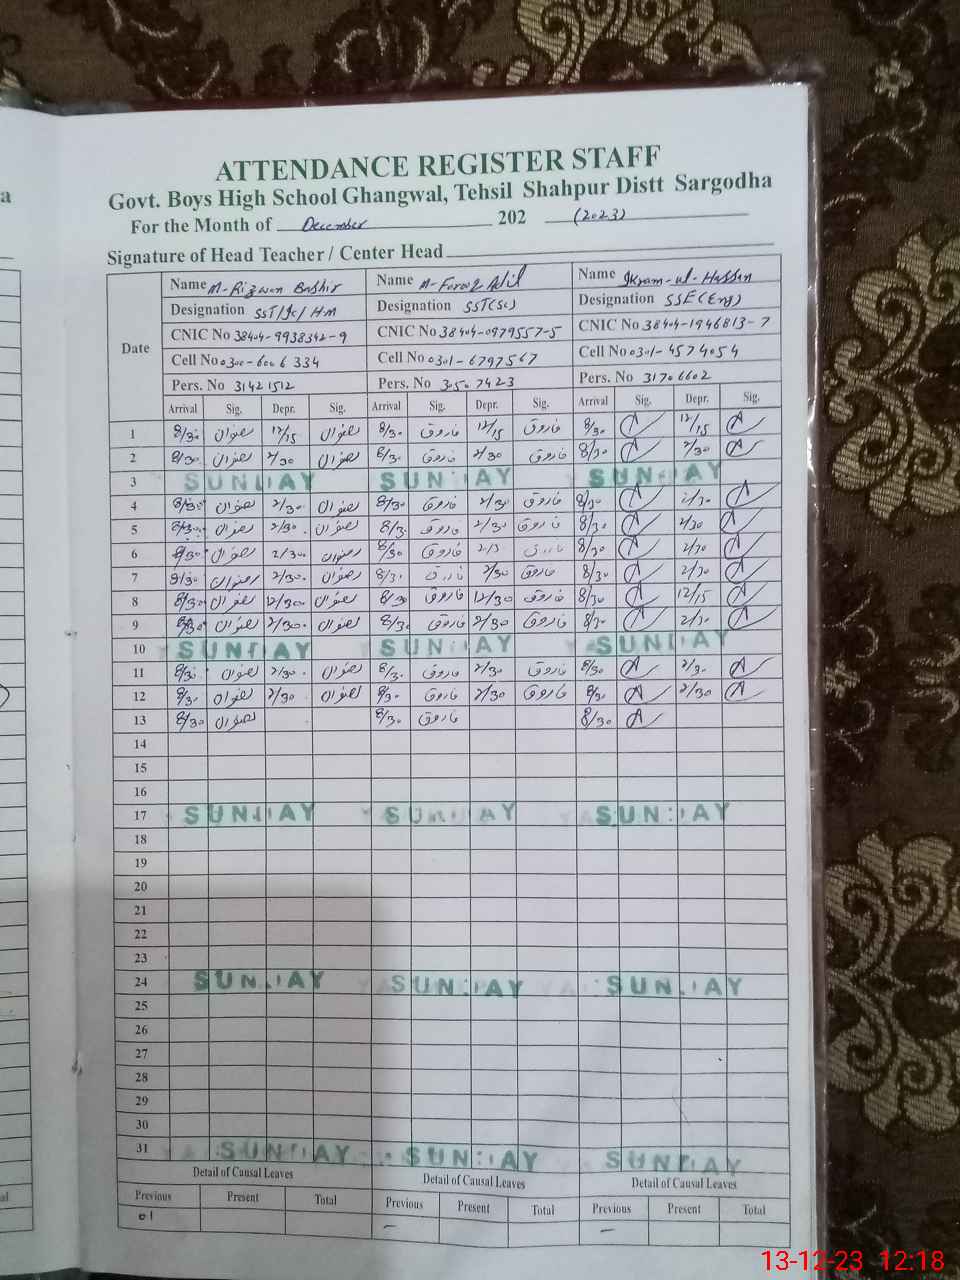 ATTENDANCE REGISTER STAFF
Govt. Boys High School Ghangwal, Tehsil Shahpur Distt Sargodha
For the Month of December 202 (2023)
Signature of Head Teacher / Center Head
Name M-Rizwan Bashir Name M-Farooq Adil Name Ikram-ul-Hassan
Designation SST/Sc/HM Designation SST(Sc) Designation SSE(Eng)
CNIC No 38404-9938342-9 CNIC No 38404-0979557-5 CNIC No 38404-1946813-7
Date
Cell No 0300-6006334 Cell No 0301-6797567 Cell No 0301-4574054
Pers. No 31421512 Pers. No 30507423 Pers. No 31706602
Arrival Sig. Depr. Sig. Arrival Sig. Depr. Sig. Arrival Sig. Depr. Sig.
1 8/30 رضوان 12/15 رضوان 8/30 فاروق 12/15 فاروق 8/30 12/15
2 8/30 رضوان 2/30 رضوان 8/30 فاروق 2/30 فاروق 8/30 2/30
3 SUNDAY SUNDAY SUNDAY
4 8/30 رضوان 2/30 رضوان 8/30 فاروق 2/30 فاروق 8/30 2/30
5 8/30 رضوان 2/30 رضوان 8/30 فاروق 2/30 فاروق 8/30 2/30
6 8/30 رضوان 2/30 رضوان 8/30 فاروق 2/3 فاروق 8/30 2/30
7 8/30 رضوان 2/30 رضوان 8/30 فاروق 2/30 فاروق 8/30 2/30
8 8/30 رضوان 12/30 رضوان 8/30 فاروق 12/30 فاروق 8/30 12/15
9 8/30 رضوان 2/30 رضوان 8/30 فاروق 2/30 فاروق 8/30 2/30
10 SUNDAY SUNDAY SUNDAY
11 8/30 رضوان 2/30 رضوان 8/30 فاروق 2/30 فاروق 8/30 2/30
12 8/30 رضوان 2/30 رضوان 8/30 فاروق 2/30 فاروق 8/30 2/30
13 8/30 رضوان 8/30 فاروق 8/30
14
15
16
17 SUNDAY SUNDAY SUNDAY
18
19
20
21
22
23
24 SUNDAY SUNDAY SUNDAY
25
26
27
28
29
30
31 SUNDAY SUNDAY SUNDAY
Detail of Causal Leaves Detail of Causal Leaves Detail of Causal Leaves
Previous Present Total Previous Present Total Previous Present Total
01 - -
13-12-23 12:18